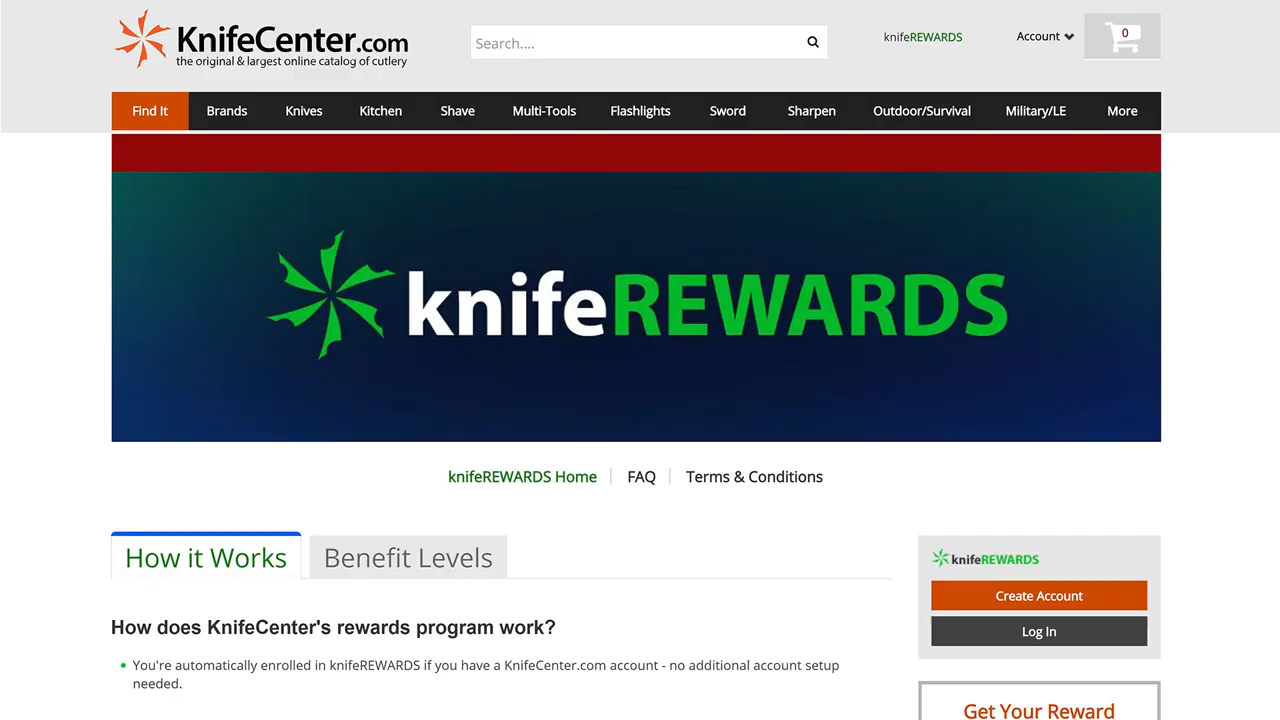 KnifeCenter.com
the original & largest online catalog of cutlery
Search....
knifeREWARDS
Account
0
Find It
Brands
Knives
Kitchen
Shave
Multi-Tools
Flashlights
Sword
Sharpen
Outdoor/Survival
Military/LE
More
knifeREWARDS
knifeREWARDS Home
FAQ
Terms & Conditions
How it Works
Benefit Levels
How does KnifeCenter's rewards program work?
You're automatically enrolled in knifeREWARDS if you have a KnifeCenter.com account - no additional account setup
needed.
knifeREWARDS
Create Account
Log In
Get Your Reward